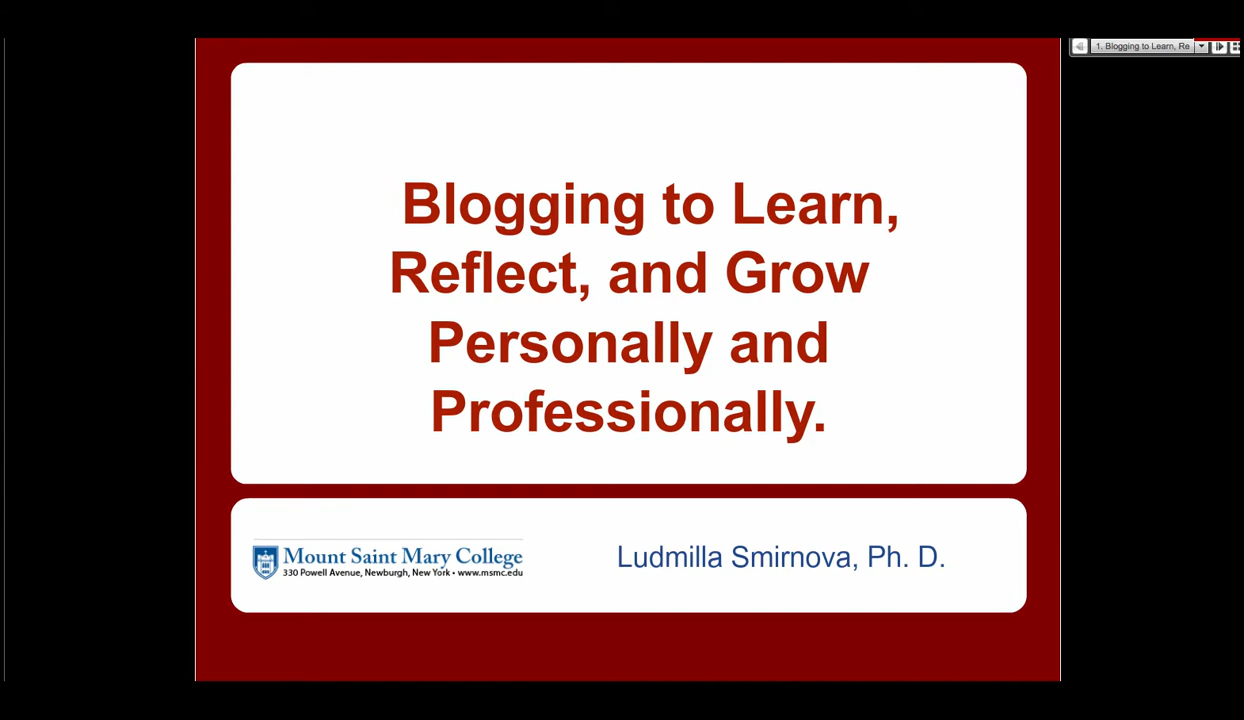 1. Blogging to Learn, Re
Blogging to Learn,
Reflect, and Grow
Personally and
Professionally.
Mount Saint Mary College
330 Powell Avenue, Newburgh, New York • www.msmc.edu
Ludmilla Smirnova, Ph. D.